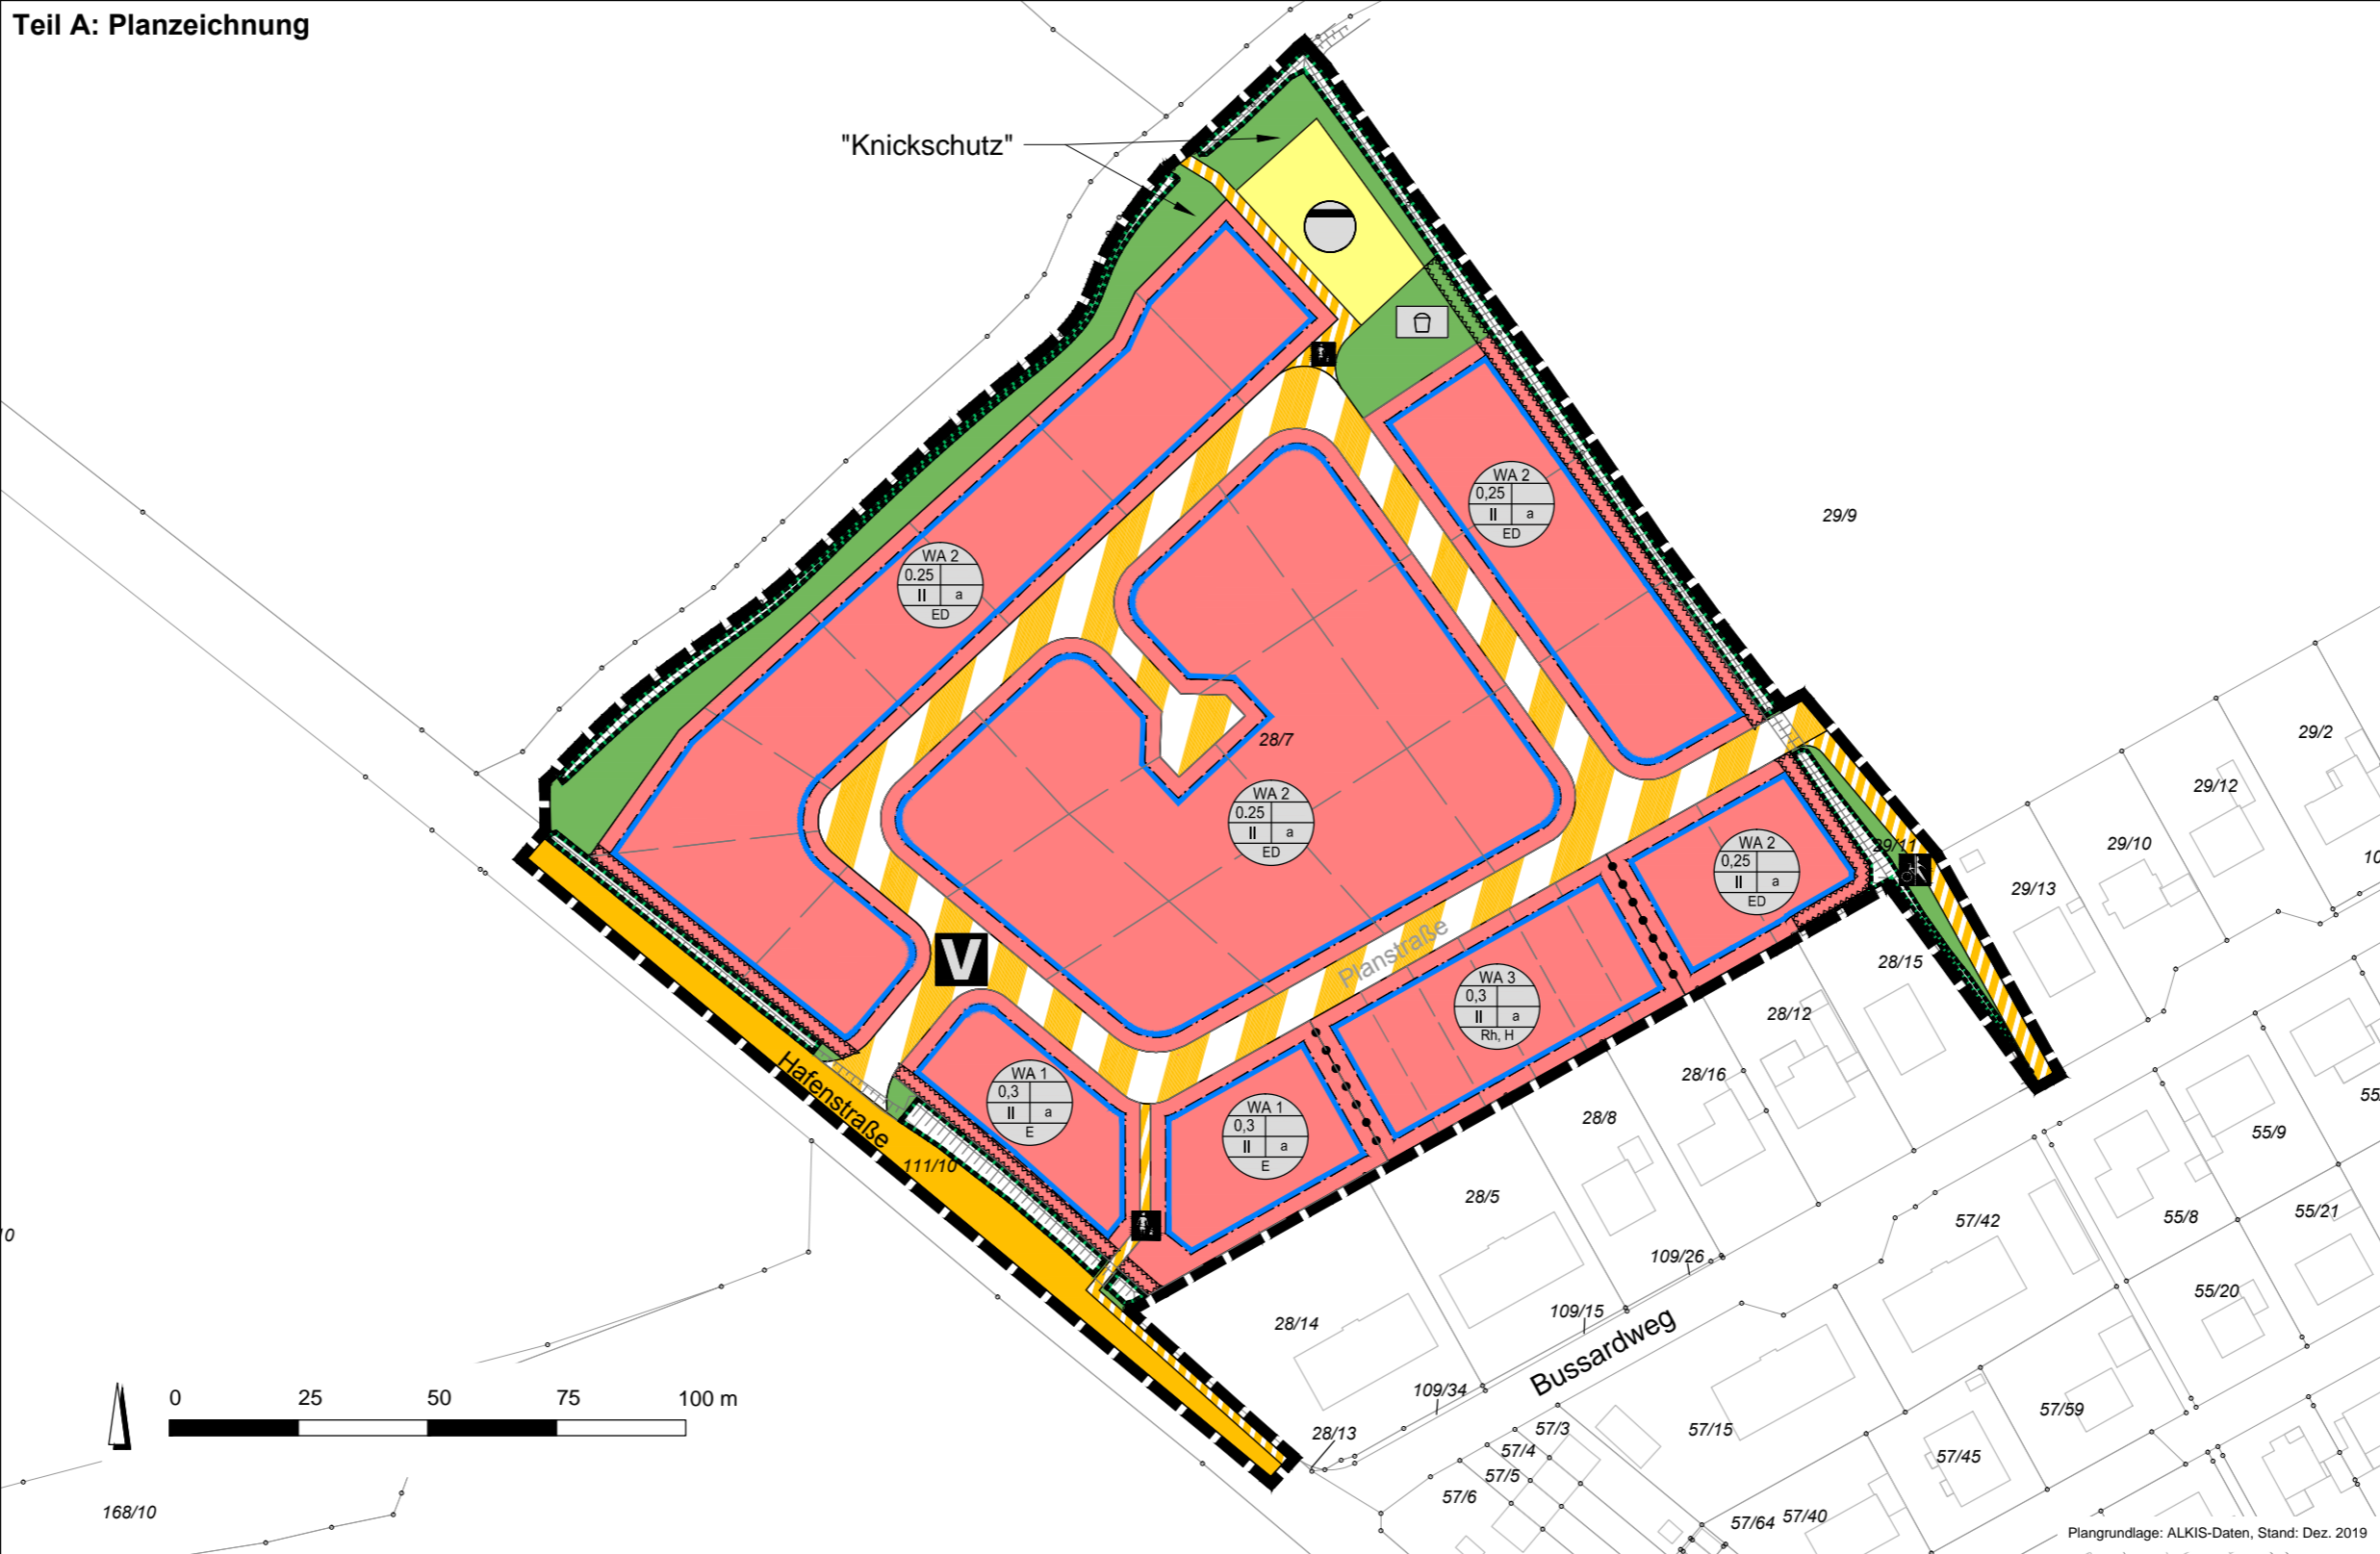 Teil A: Planzeichnung
"Knickschutz"
WA 2
0,25
II a
ED
29/9
WA 2
0.25
II a
ED
28/7
WA 2
0.25
II a
ED
29/2
29/12
29/10
29/11
29/13
WA 2
0,25
II a
ED
V
Planstraße
WA 3
0,3
II a
Rh, H
28/15
28/12
28/16
28/8
28/5
WA 1
0,3
II a
E
WA 1
0,3
II a
E
Hafenstraße
111/10
55/9
55/8
55/21
57/42
55/20
109/26
109/15
28/14
Bussardweg
109/34
28/13
57/3
57/4
57/5
57/6
57/15
57/59
57/45
57/64
57/40
0 25 50 75 100 m
168/10
Plangrundlage: ALKIS-Daten, Stand: Dez. 2019